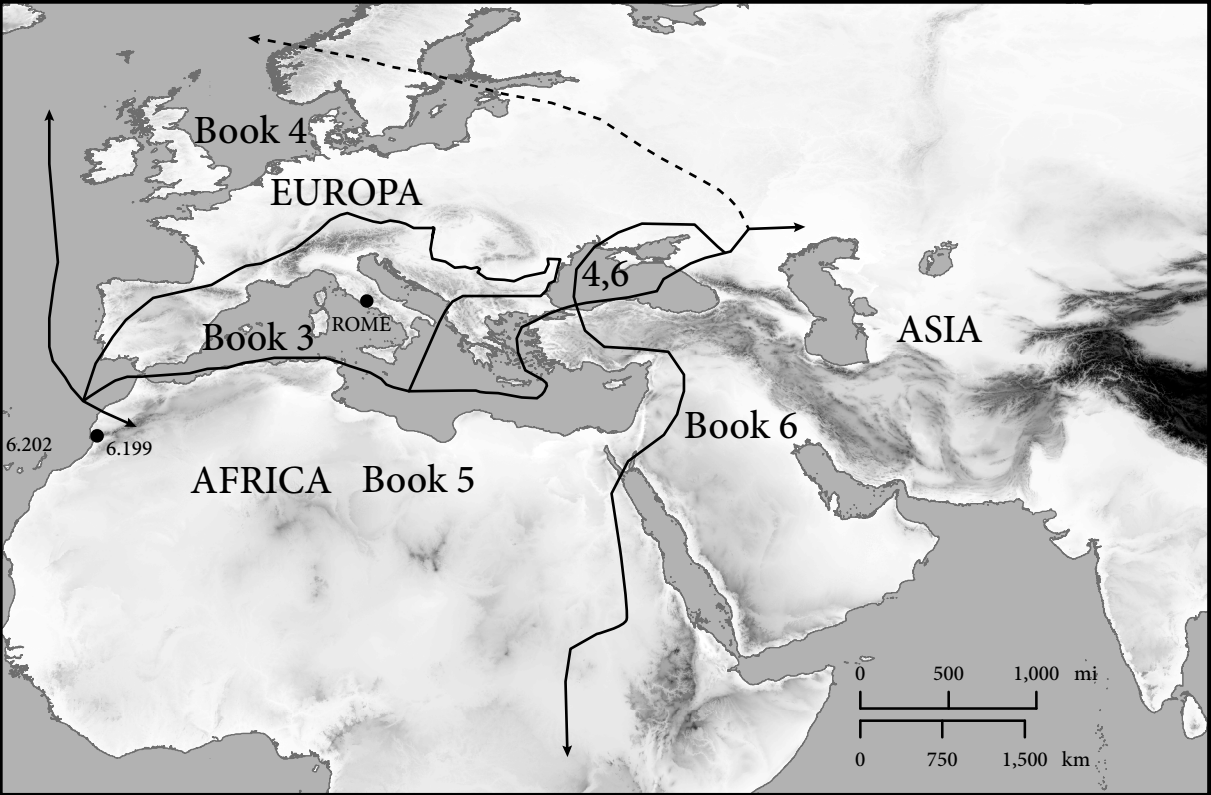 Book 4
EUROPA
4,6
Book 3
ROME
ASIA
Book 6
6.202
6.199
AFRICA Book 5
0 500 1,000 mi
0 750 1,500 km